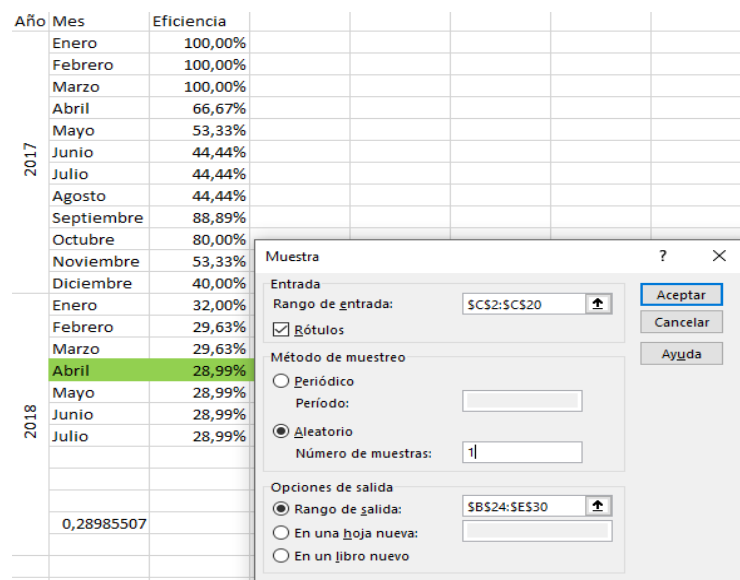 Año Mes Eficiencia
2017
Enero 100,00%
Febrero 100,00%
Marzo 100,00%
Abril 66,67%
Mayo 53,33%
Junio 44,44%
Julio 44,44%
Agosto 44,44%
Septiembre 88,89%
Octubre 80,00%
Noviembre 53,33%
Diciembre 40,00%
2018
Enero 32,00%
Febrero 29,63%
Marzo 29,63%
Abril 28,99%
Mayo 28,99%
Junio 28,99%
Julio 28,99%
0,28985507
Muestra ? ×
Entrada
Rango de entrada: $C$2:$C$20
Rótulos
Método de muestreo
Periódico
Período:
Aleatorio
Número de muestras: 1
Opciones de salida
Rango de salida: $B$24:$E$30
En una hoja nueva:
En un libro nuevo
Aceptar
Cancelar
Ayuda